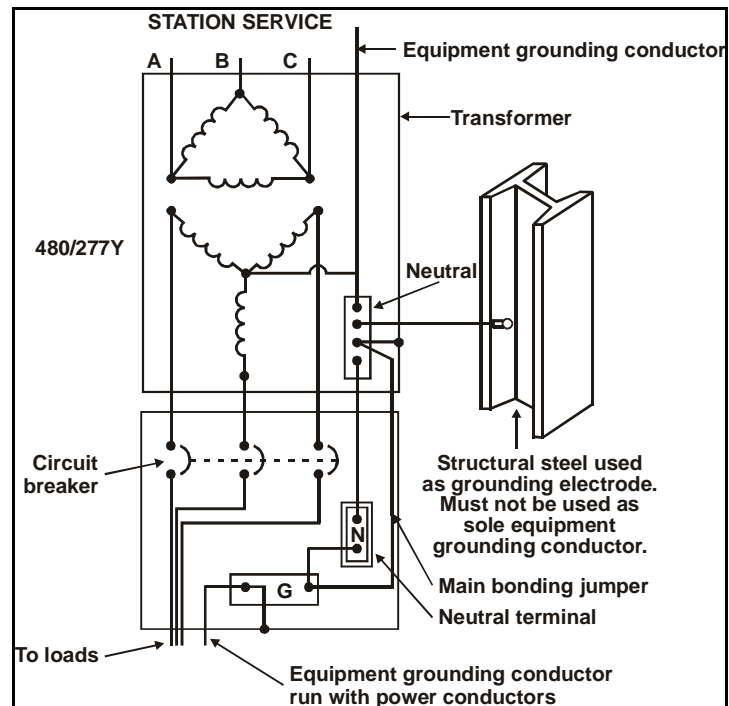 STATION SERVICE
Equipment grounding conductor
A B C
Transformer
480/277Y
Neutral
Circuit
breaker
Structural steel used
as grounding electrode.
Must not be used as
sole equipment
grounding conductor.
N
G
Main bonding jumper
Neutral terminal
To loads
Equipment grounding conductor
run with power conductors